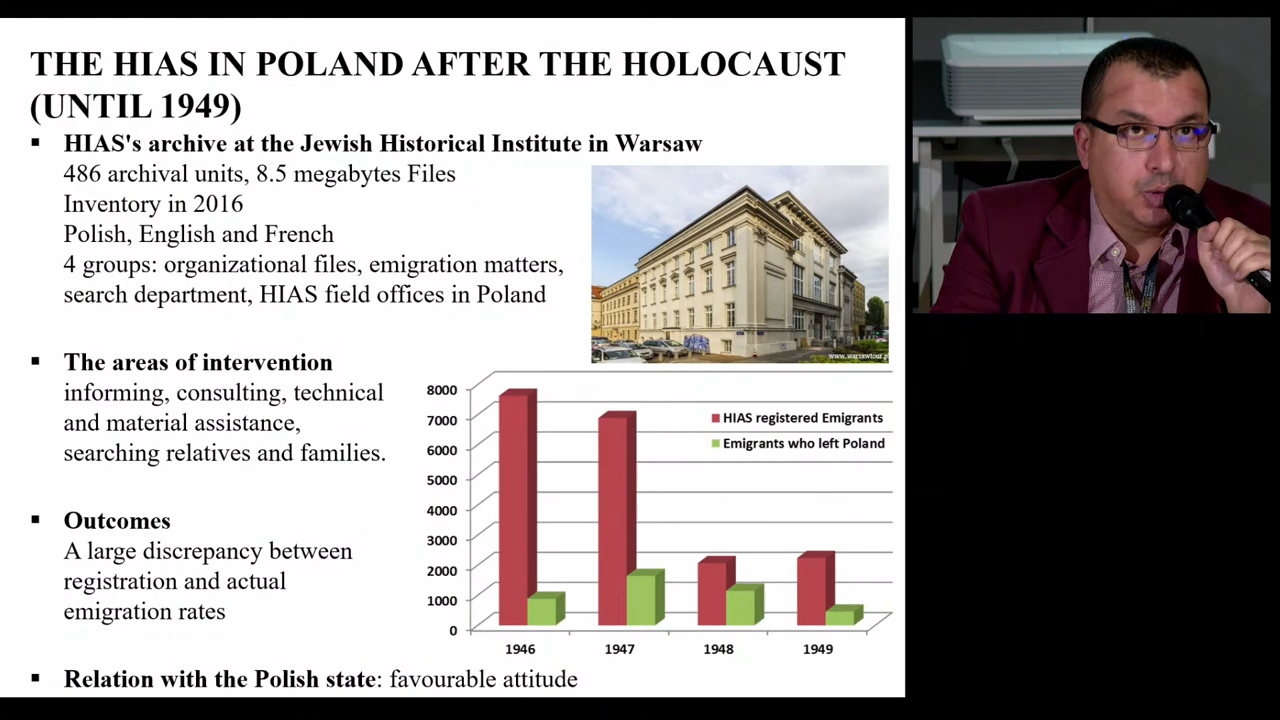 THE HIAS IN POLAND AFTER THE HOLOCAUST
(UNTIL 1949)
▪ HIAS's archive at the Jewish Historical Institute in Warsaw
486 archival units, 8.5 megabytes Files
Inventory in 2016
Polish, English and French
4 groups: organizational files, emigration matters,
search department, HIAS field offices in Poland
www.warsawtour.p
▪ The areas of intervention
informing, consulting, technical
and material assistance,
searching relatives and families.
▪ Outcomes
A large discrepancy between
registration and actual
emigration rates
8000
7000
6000
5000
4000
3000
2000
1000
0
HIAS registered Emigrants
Emigrants who left Poland
1946 1947 1948 1949
▪ Relation with the Polish state: favourable attitude